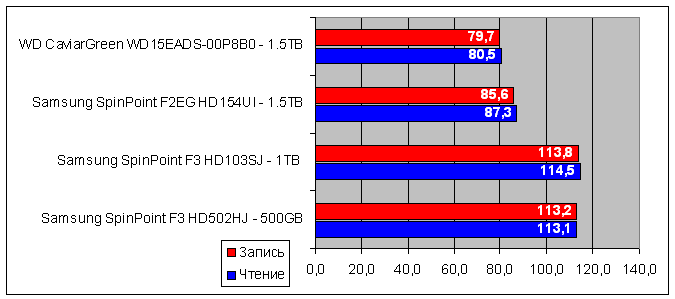 WD CaviarGreen WD15EADS-00P8B0 - 1.5TB
79,7
80,5
Samsung SpinPoint F2EG HD154UI - 1.5TB
85,6
87,3
Samsung SpinPoint F3 HD103SJ - 1TB
113,8
114,5
Samsung SpinPoint F3 HD502HJ - 500GB
113,2
113,1
Запись
Чтение
0,0 20,0 40,0 60,0 80,0 100,0 120,0 140,0